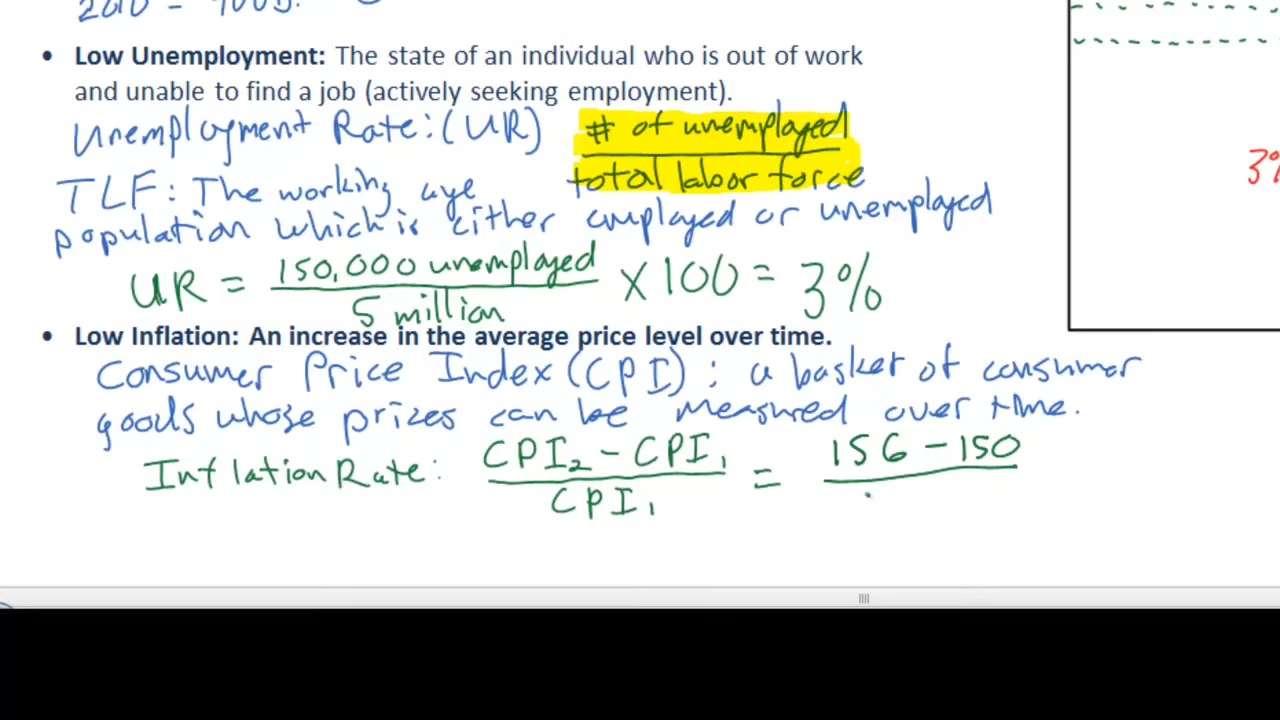 2010 =
• Low Unemployment: The state of an individual who is out of work
and unable to find a job (actively seeking employment).
Unemployment Rate: (UR) # of unemployed
total labor force
TLF: The working age
population which is either employed or unemployed
UR = 150,000 unemployed / 5 million X 100 = 3%
3%
• Low Inflation: An increase in the average price level over time.
Consumer Price Index (CPI) : a basket of consumer
goods whose prizes can be measured over time.
Inflation Rate: CPI₂ - CPI₁ / CPI₁ = 156 - 150